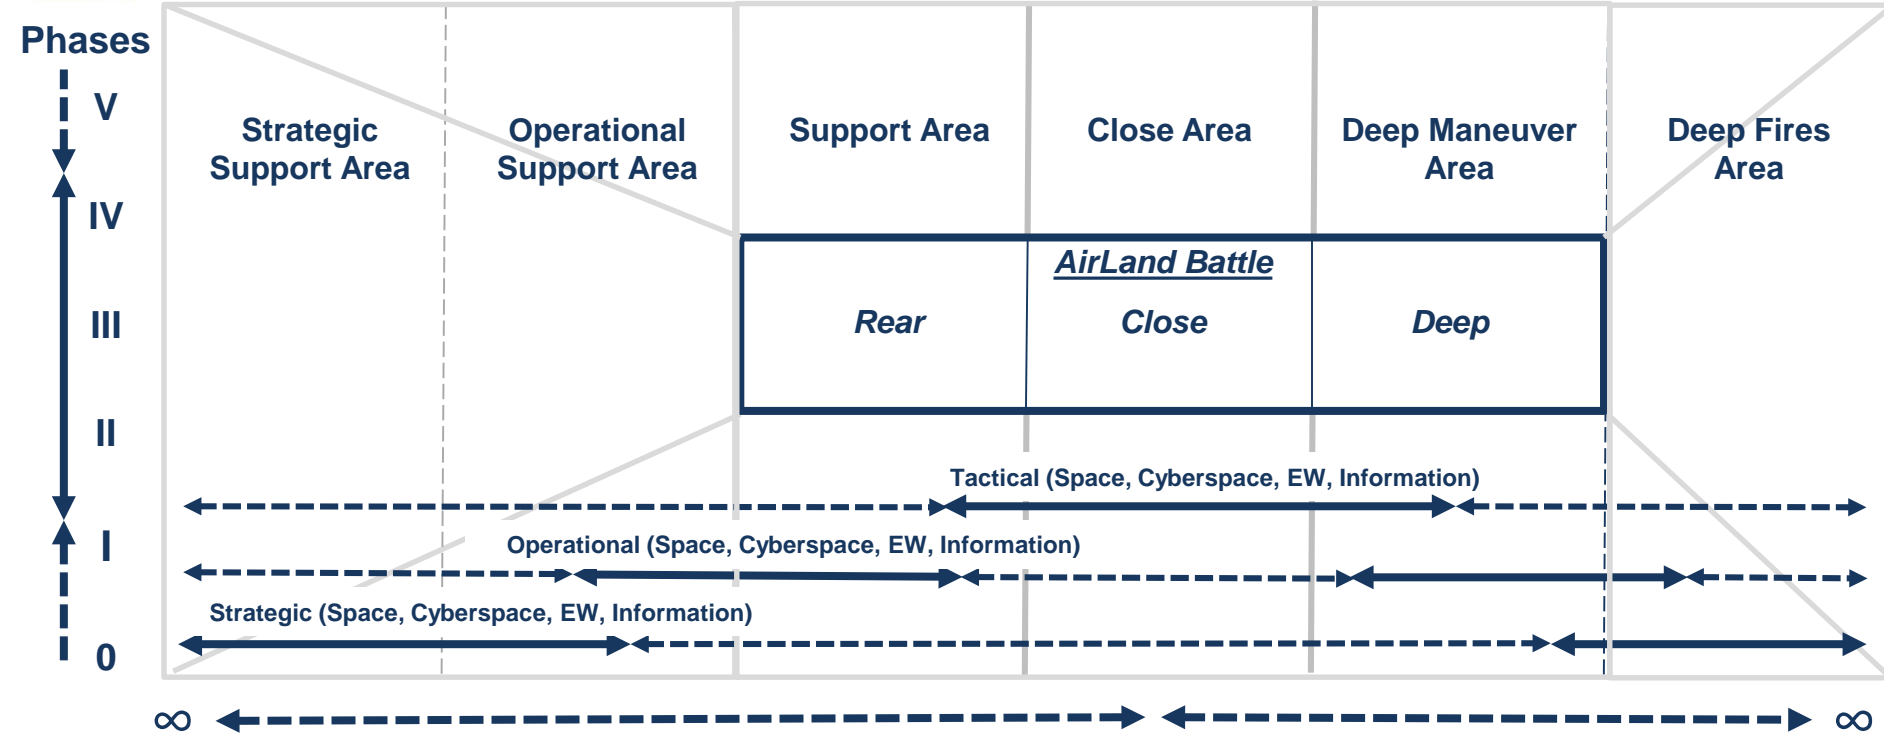 Phases
V
IV
III
II
I
0
Strategic
Support Area
Operational
Support Area
Support Area
Close Area
Deep Maneuver
Area
Deep Fires
Area
AirLand Battle
Rear
Close
Deep
Tactical (Space, Cyberspace, EW, Information)
Operational (Space, Cyberspace, EW, Information)
Strategic (Space, Cyberspace, EW, Information)
∞
∞